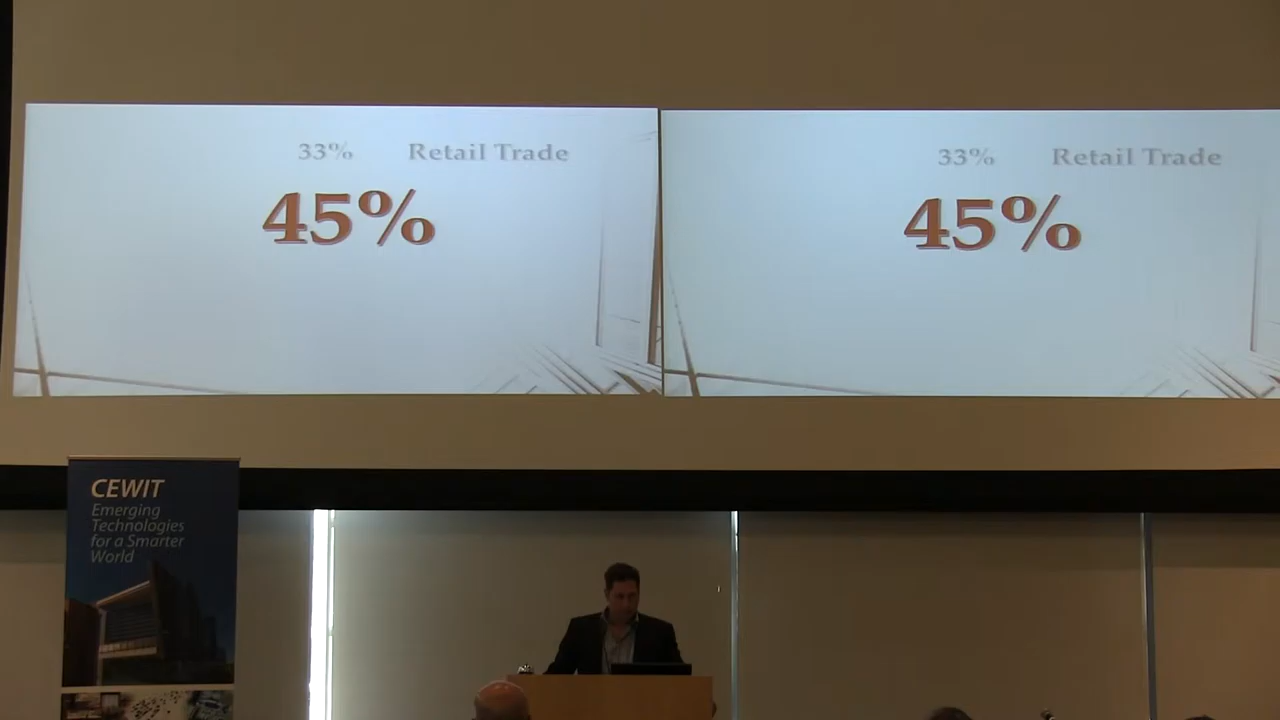 33% Retail Trade
45%
33% Retail Trade
45%
CEWIT
Emerging
Technologies
for a Smarter
World